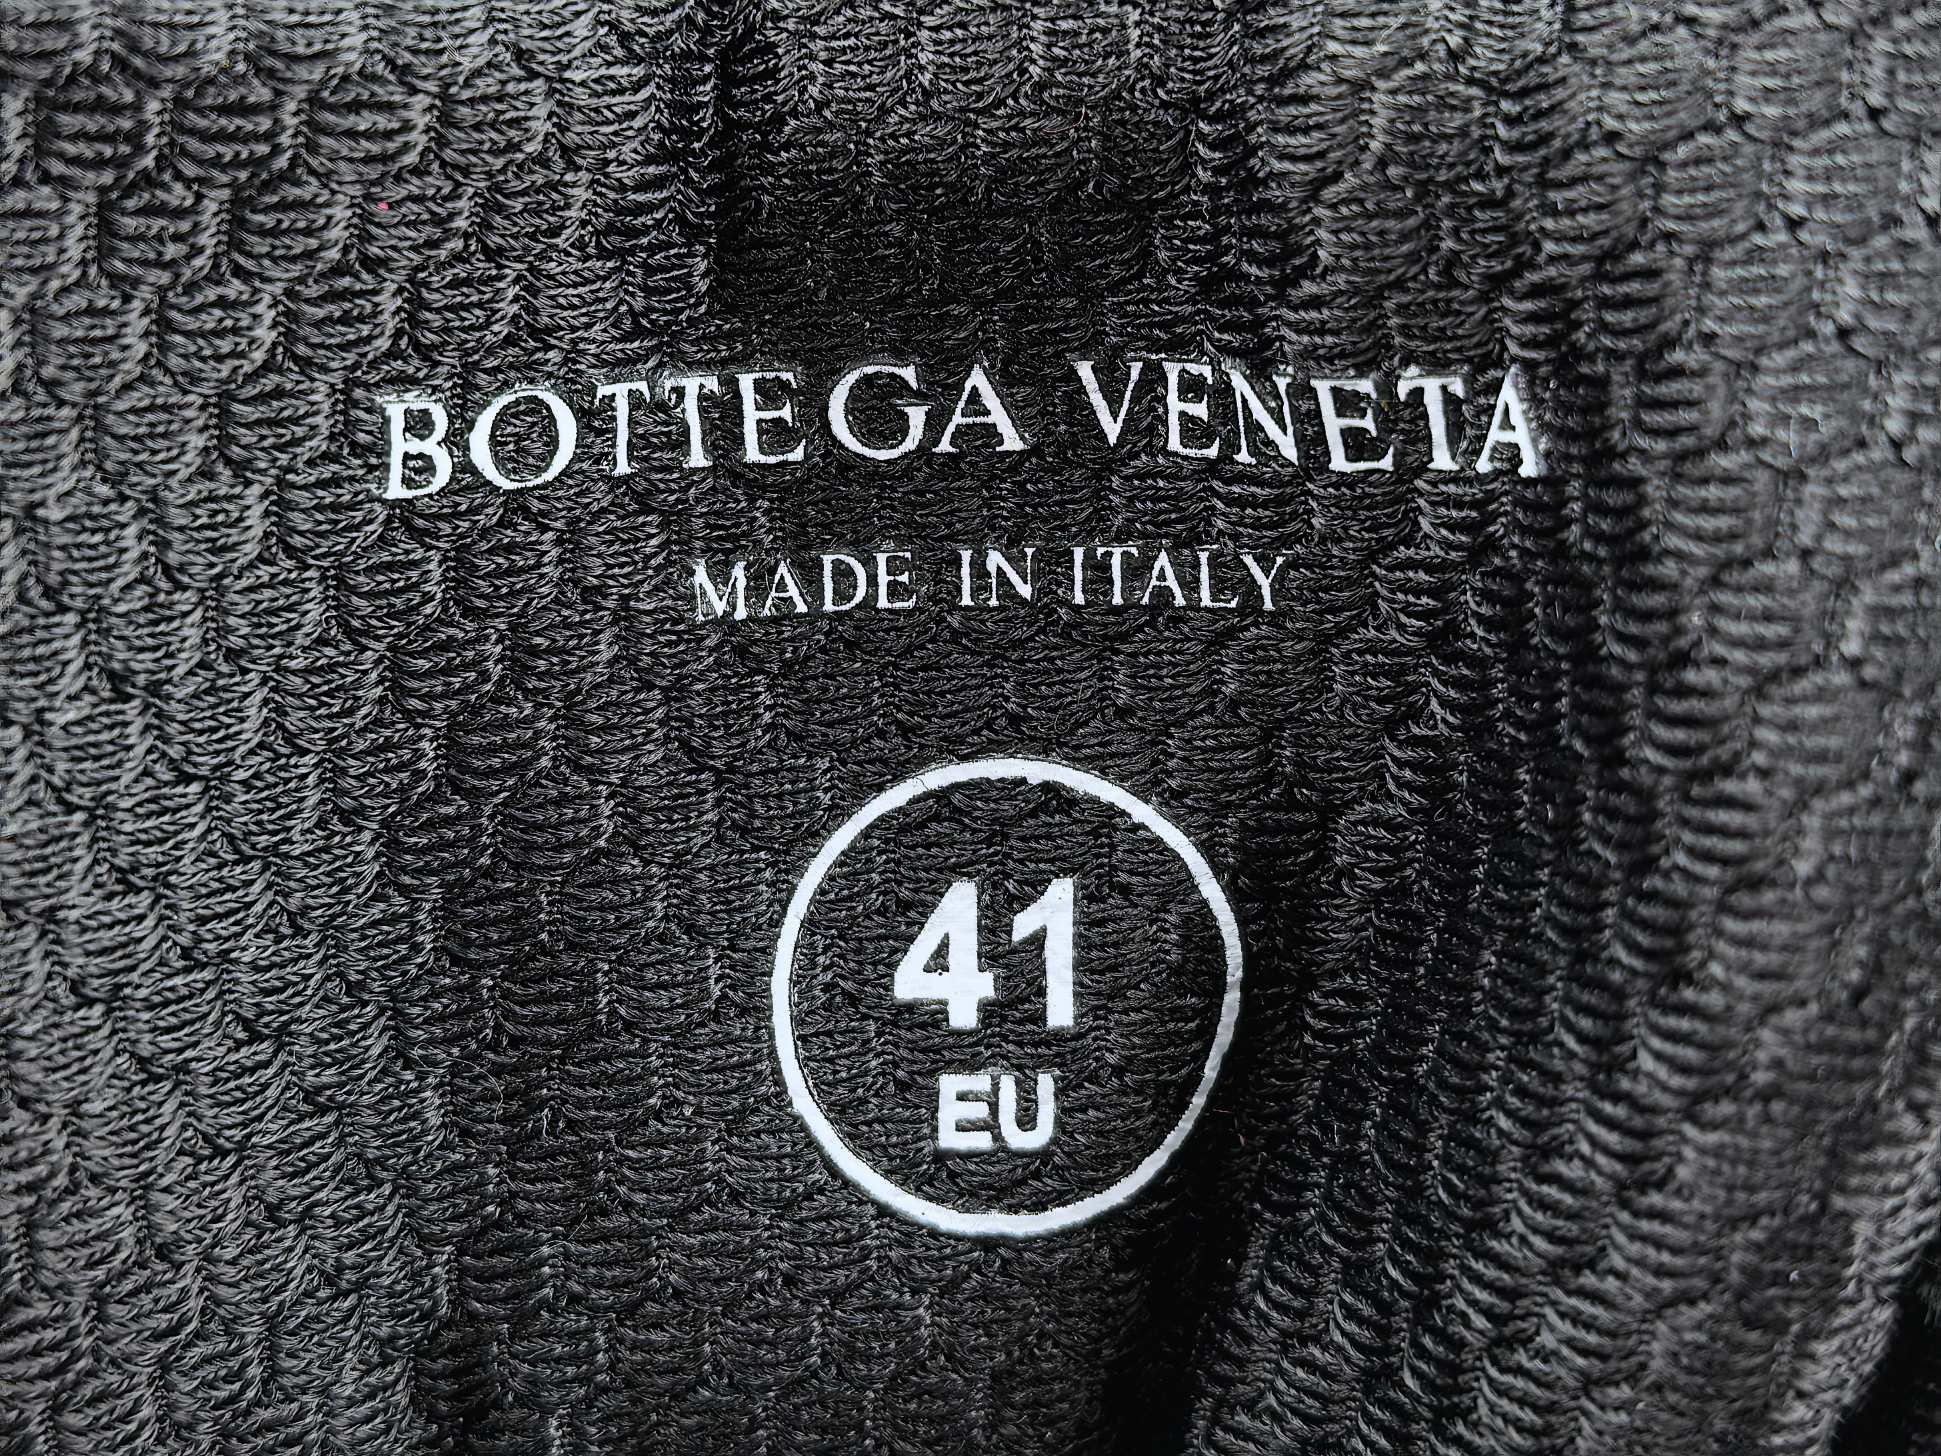 BOTTEGA VENETA
MADE IN ITALY
41
EU